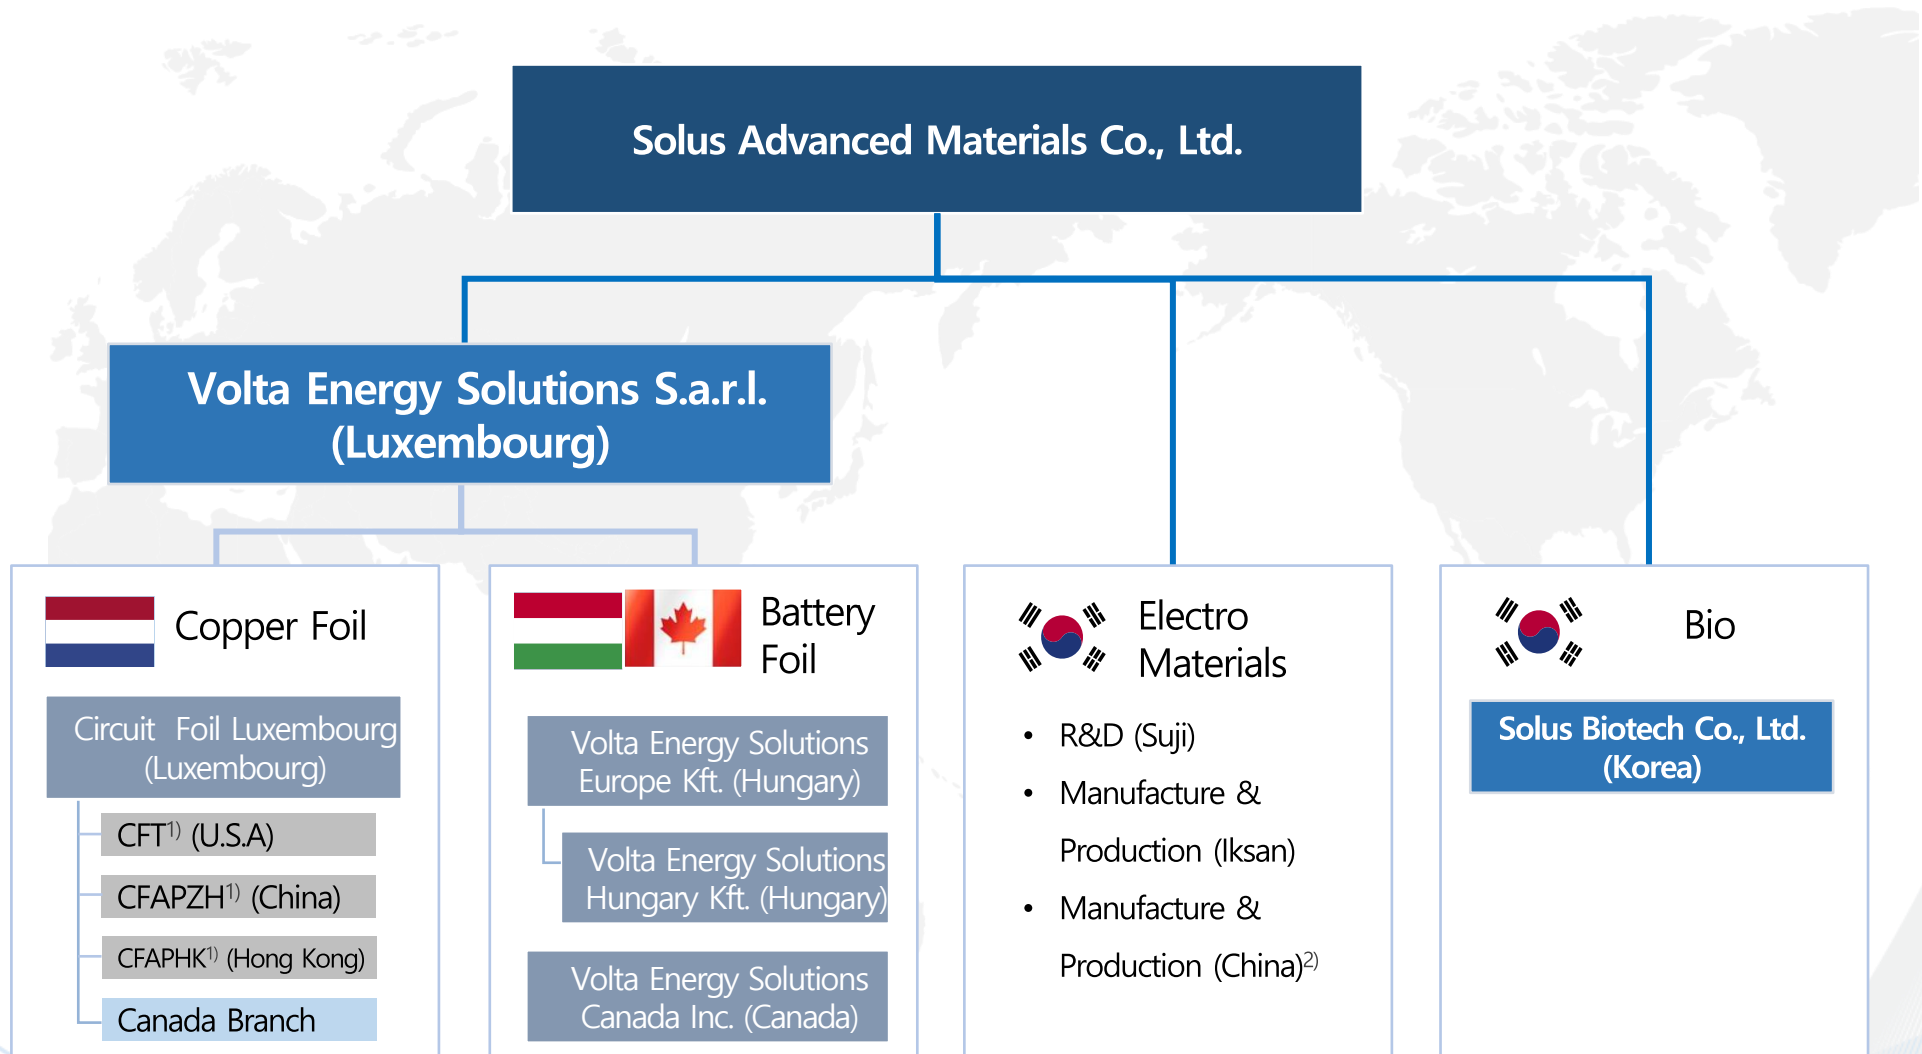 Solus Advanced Materials Co., Ltd.
Volta Energy Solutions S.a.r.l.
(Luxembourg)
Copper Foil
Circuit Foil Luxembourg
(Luxembourg)
CFT1) (U.S.A)
CFAPZH1) (China)
CFAPHK1) (Hong Kong)
Canada Branch
Battery
Foil
Volta Energy Solutions
Europe Kft. (Hungary)
Volta Energy Solutions
Hungary Kft. (Hungary)
Volta Energy Solutions
Canada Inc. (Canada)
Electro
Materials
• R&D (Suji)
• Manufacture &
Production (Iksan)
• Manufacture &
Production (China)2)
Bio
Solus Biotech Co., Ltd.
(Korea)